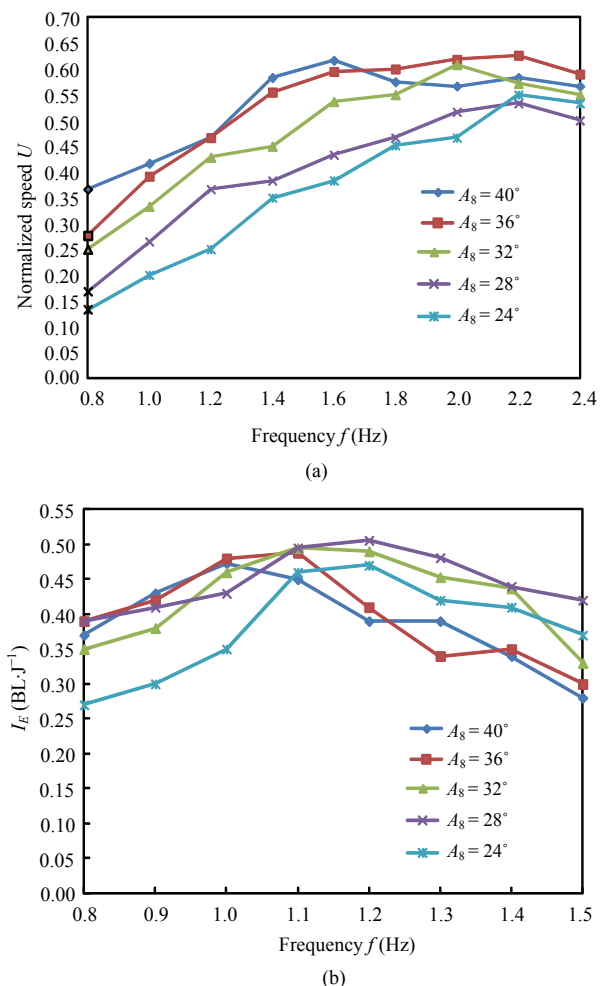 0.70
0.65
0.60
0.55
0.50
0.45
0.40
0.35
0.30
0.25
0.20
0.15
0.10
0.05
0.00
Normalized speed U
A₈ = 40°
A₈ = 36°
A₈ = 32°
A₈ = 28°
A₈ = 24°
0.8 1.0 1.2 1.4 1.6 1.8 2.0 2.2 2.4
Frequency f (Hz)
(a)
0.55
0.50
0.45
0.40
0.35
0.30
0.25
0.20
0.15
0.10
0.05
0.00
I_E (BL·J⁻¹)
A₈ = 40°
A₈ = 36°
A₈ = 32°
A₈ = 28°
A₈ = 24°
0.8 0.9 1.0 1.1 1.2 1.3 1.4 1.5
Frequency f (Hz)
(b)